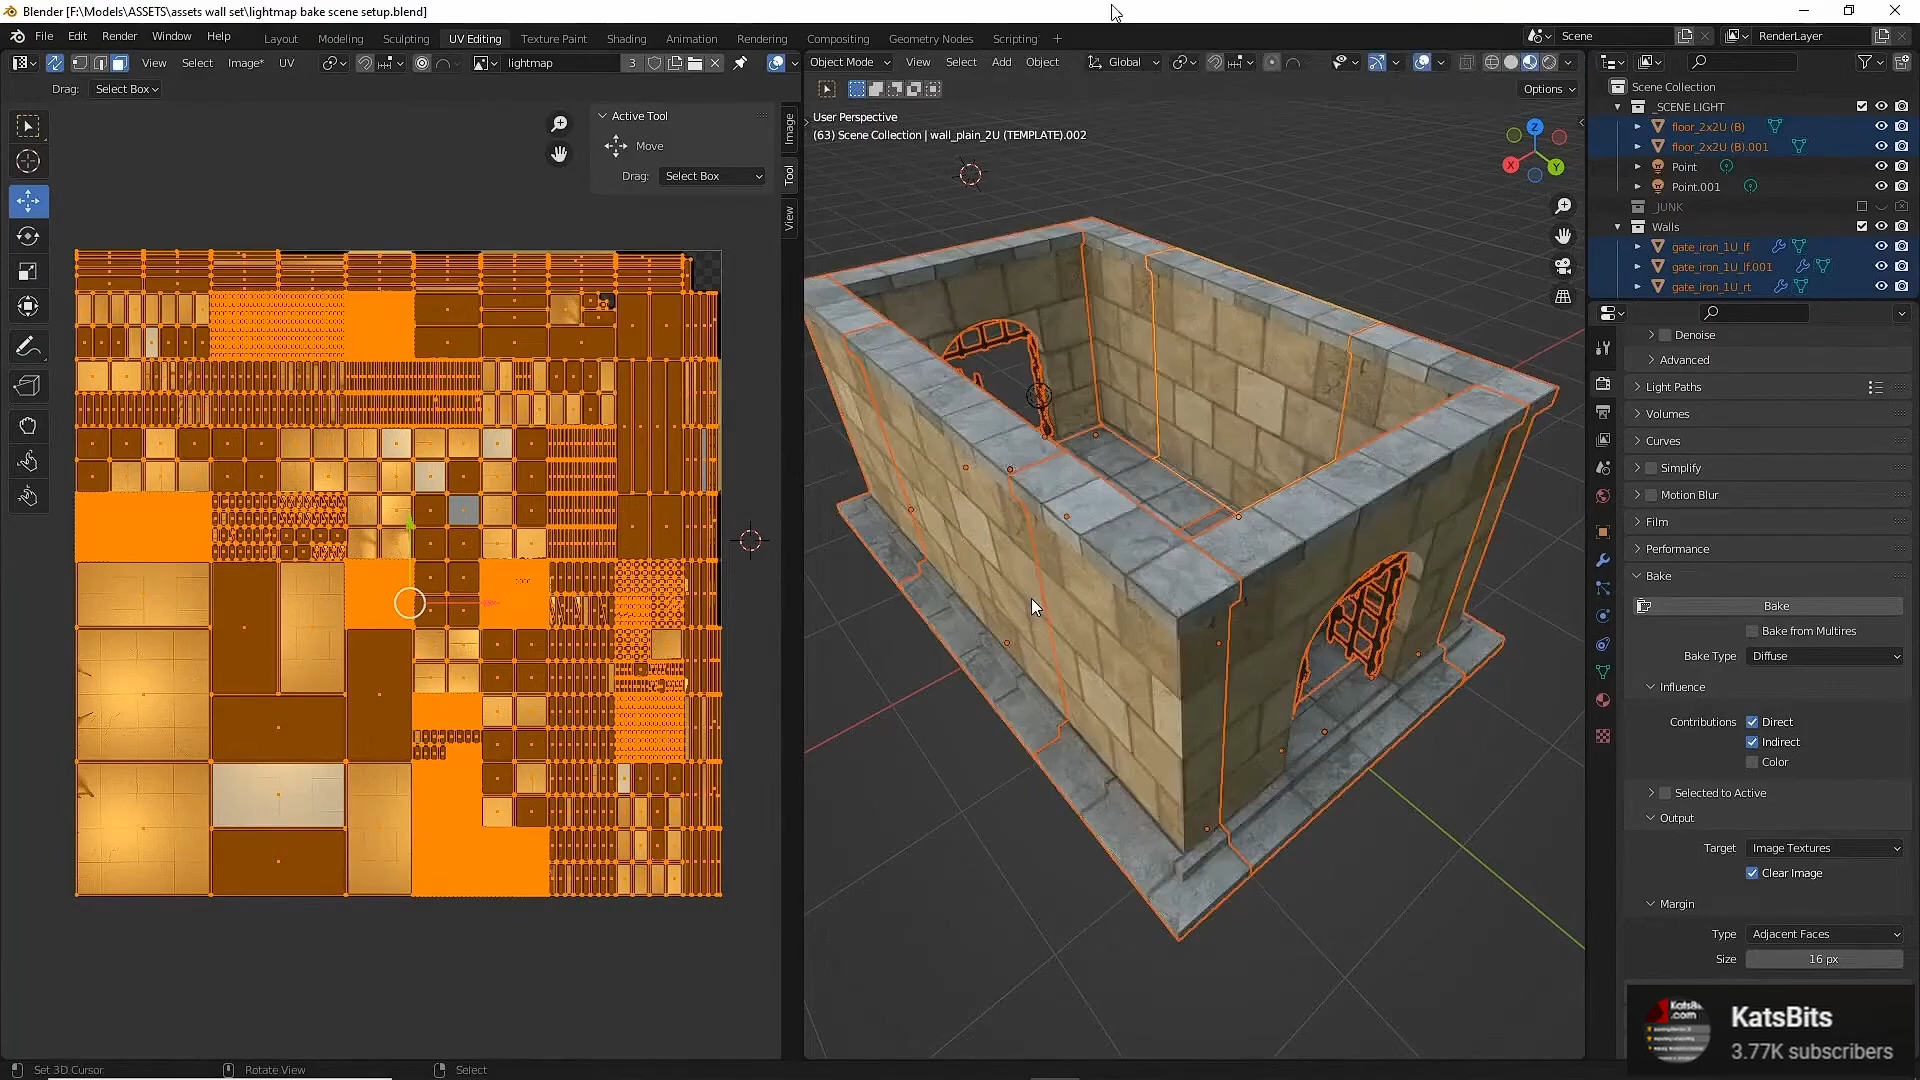 Blender [F:\Models\ASSETS\assets wall set\lightmap bake scene setup.blend]
File Edit Render Window Help Layout Modeling Sculpting UV Editing Texture Paint Shading Animation Rendering Compositing Geometry Nodes Scripting + Scene RenderLayer
View Select Image* UV lightmap 3 Object Mode View Select Add Object Global
Drag: Select Box Options
Active Tool
Move
Drag: Select Box
Image
Tool
View
User Perspective
(63) Scene Collection | wall_plain_2U (TEMPLATE).002
Z
X
Y
Scene Collection
_SCENE LIGHT
floor_2x2U (B)
floor_2x2U (B).001
Point
Point.001
_JUNK
Walls
gate_iron_1U_lf
gate_iron_1U_lf.001
gate_iron_1U_rt
Denoise
Advanced
Light Paths
Volumes
Curves
Simplify
Motion Blur
Film
Performance
Bake
Bake
Bake from Multires
Bake Type Diffuse
Influence
Contributions Direct
Indirect
Color
Selected to Active
Output
Target Image Textures
Clear Image
Margin
Type Adjacent Faces
Size 16 px
KatsBits
3.77K subscribers
Set 3D Cursor Rotate View Select